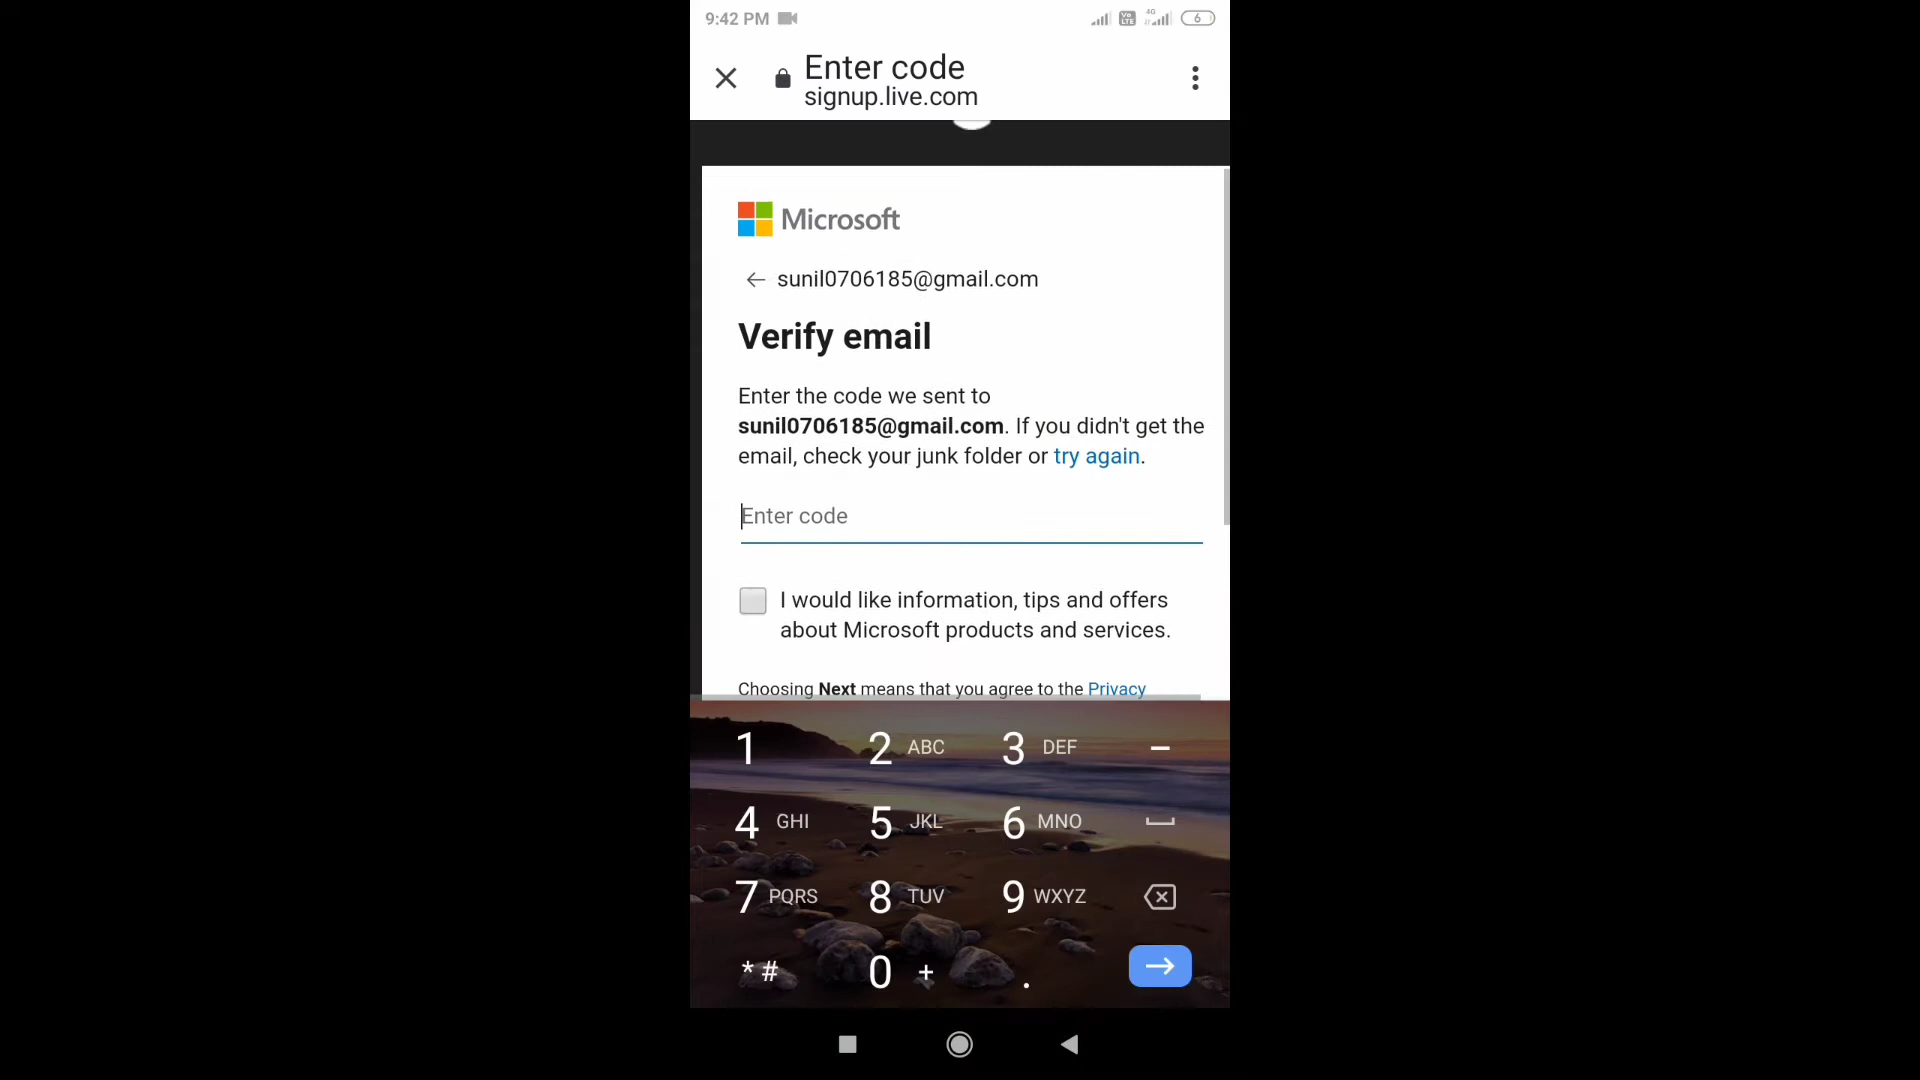 9:42 PM
Vo LTE 4G 6
Enter code
signup.live.com
Microsoft
← sunil0706185@gmail.com
Verify email
Enter the code we sent to
sunil0706185@gmail.com. If you didn't get the
email, check your junk folder or try again.
Enter code
I would like information, tips and offers
about Microsoft products and services.
Choosing Next means that you agree to the Privacy
1 2 ABC 3 DEF –
4 GHI 5 JKL 6 MNO
7 PQRS 8 TUV 9 WXYZ
* # 0 + .